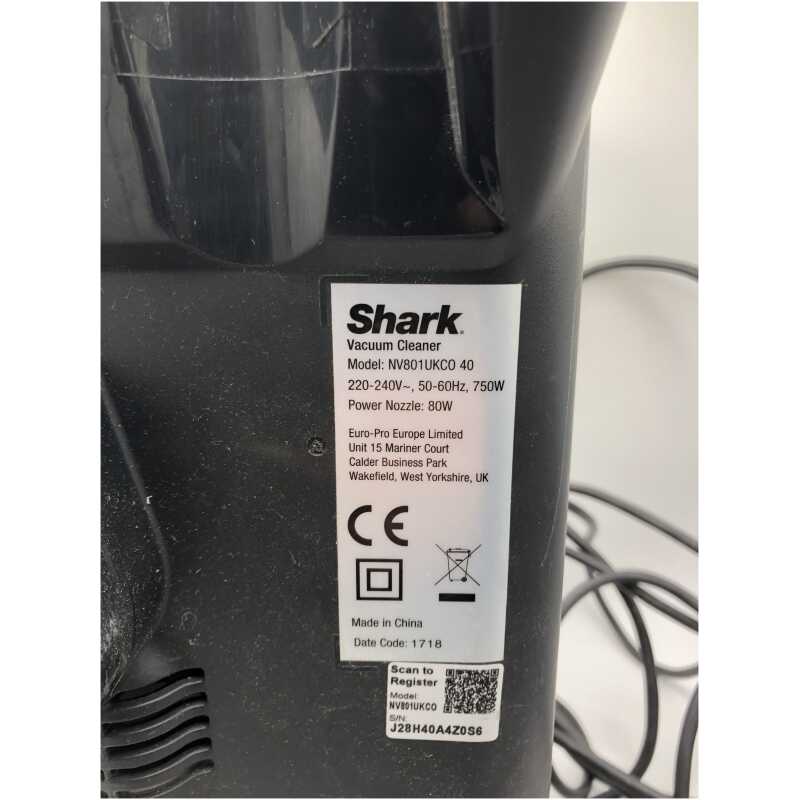 Shark.
Vacuum Cleaner
Model: NV801UKCO 40
220-240V~, 50-60Hz, 750W
Power Nozzle: 80W
Euro-Pro Europe Limited
Unit 15 Mariner Court
Calder Business Park
Wakefield, West Yorkshire, UK
CE
Made in China
Date Code: 1718
Scan to
Register
Model:
NV801UKCO
S/N:
J28H40A4Z0S6